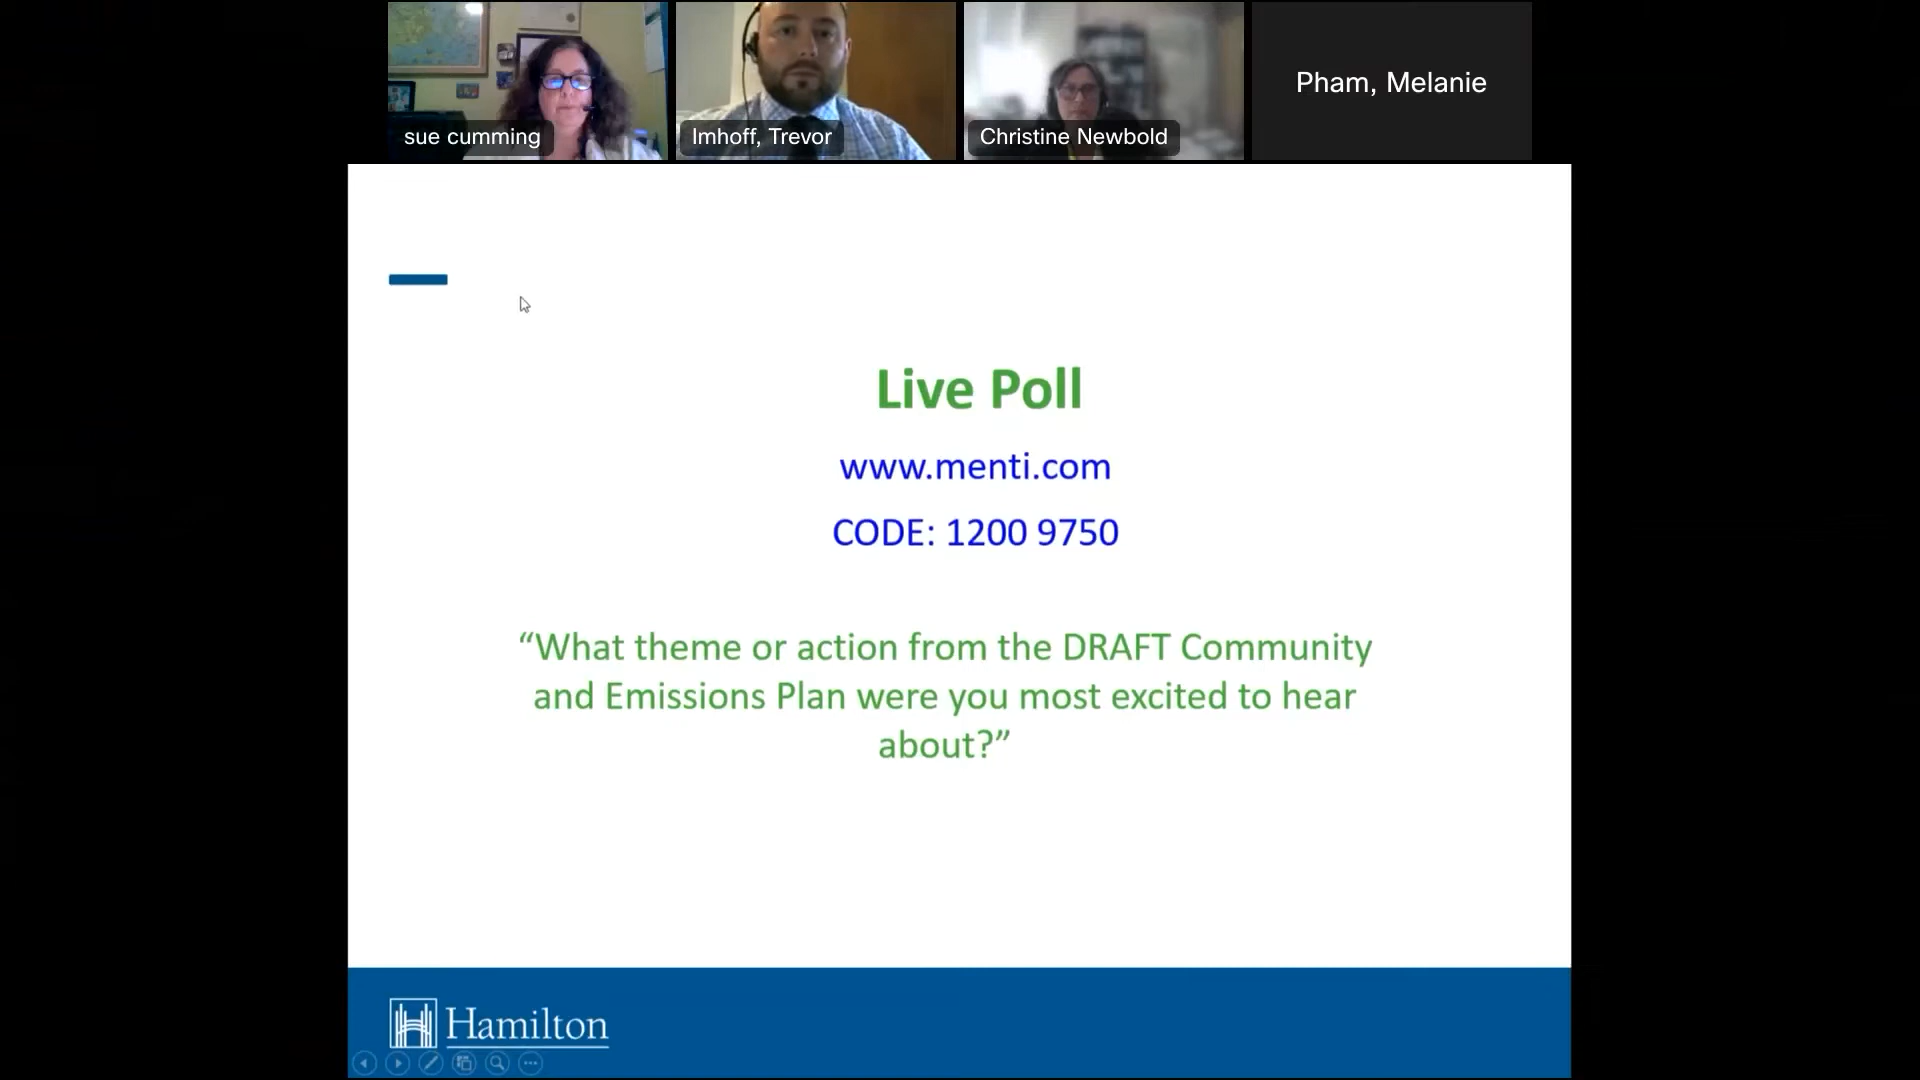 sue cumming
Imhoff, Trevor
Christine Newbold
Pham, Melanie
Live Poll
www.menti.com
CODE: 1200 9750
“What theme or action from the DRAFT Community
and Emissions Plan were you most excited to hear
about?”
Hamilton